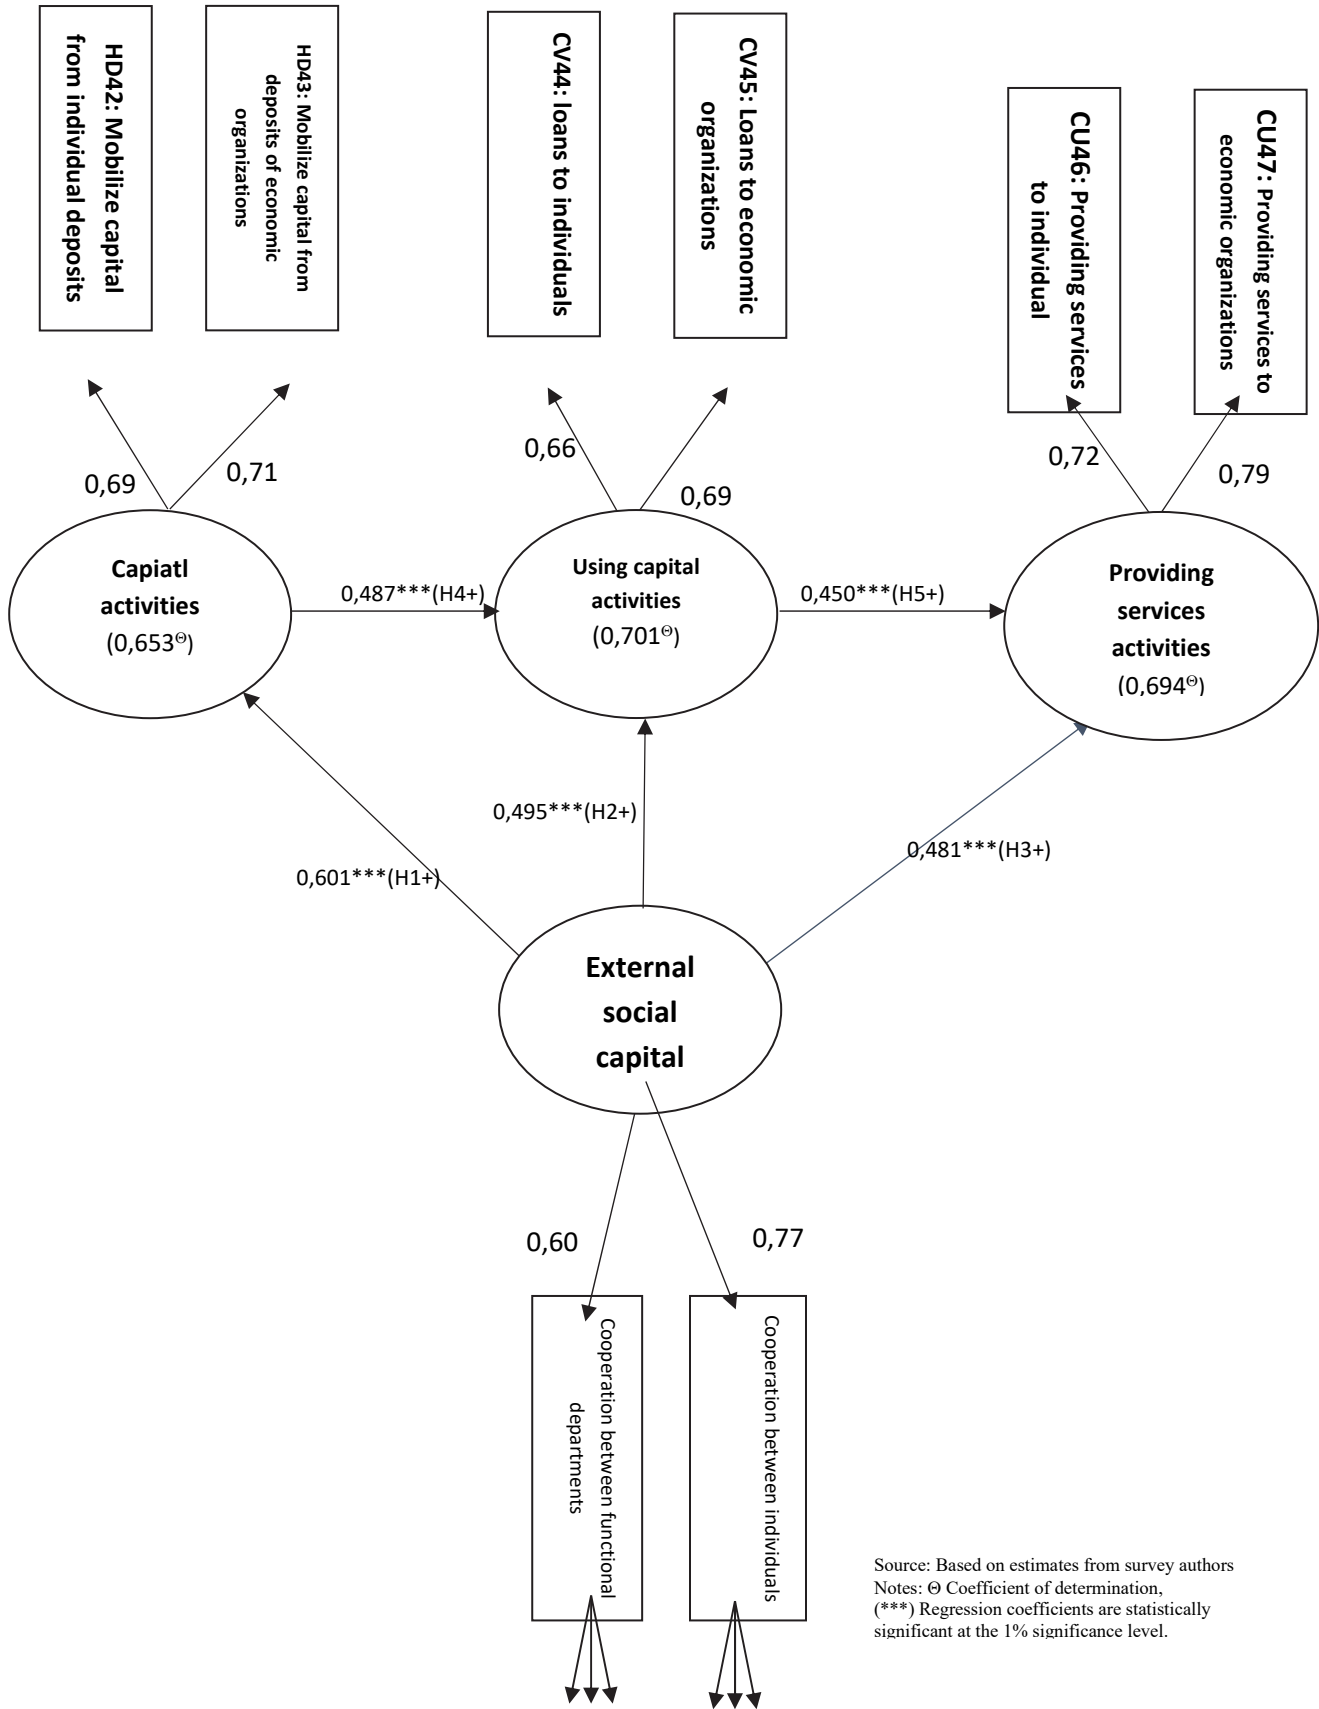 HD42: Mobilize capital
from individual deposits
HD43: Mobilize capital from
deposits of economic
organizations
CV44: loans to individuals
CV45: Loans to economic
organizations
CU46: Providing services
to individual
CU47: Providing services to
economic organizations
0,69
0,71
0,66
0,69
0,72
0,79
Capiatl
activities
(0,653Θ)
0,487***(H4+)
Using capital
activities
(0,701Θ)
0,450***(H5+)
Providing
services
activities
(0,694Θ)
0,601***(H1+)
0,495***(H2+)
0,481***(H3+)
External
social
capital
0,60
0,77
Cooperation between functional
departments
Cooperation between individuals
Source: Based on estimates from survey authors
Notes: Θ Coefficient of determination,
(***) Regression coefficients are statistically
significant at the 1% significance level.